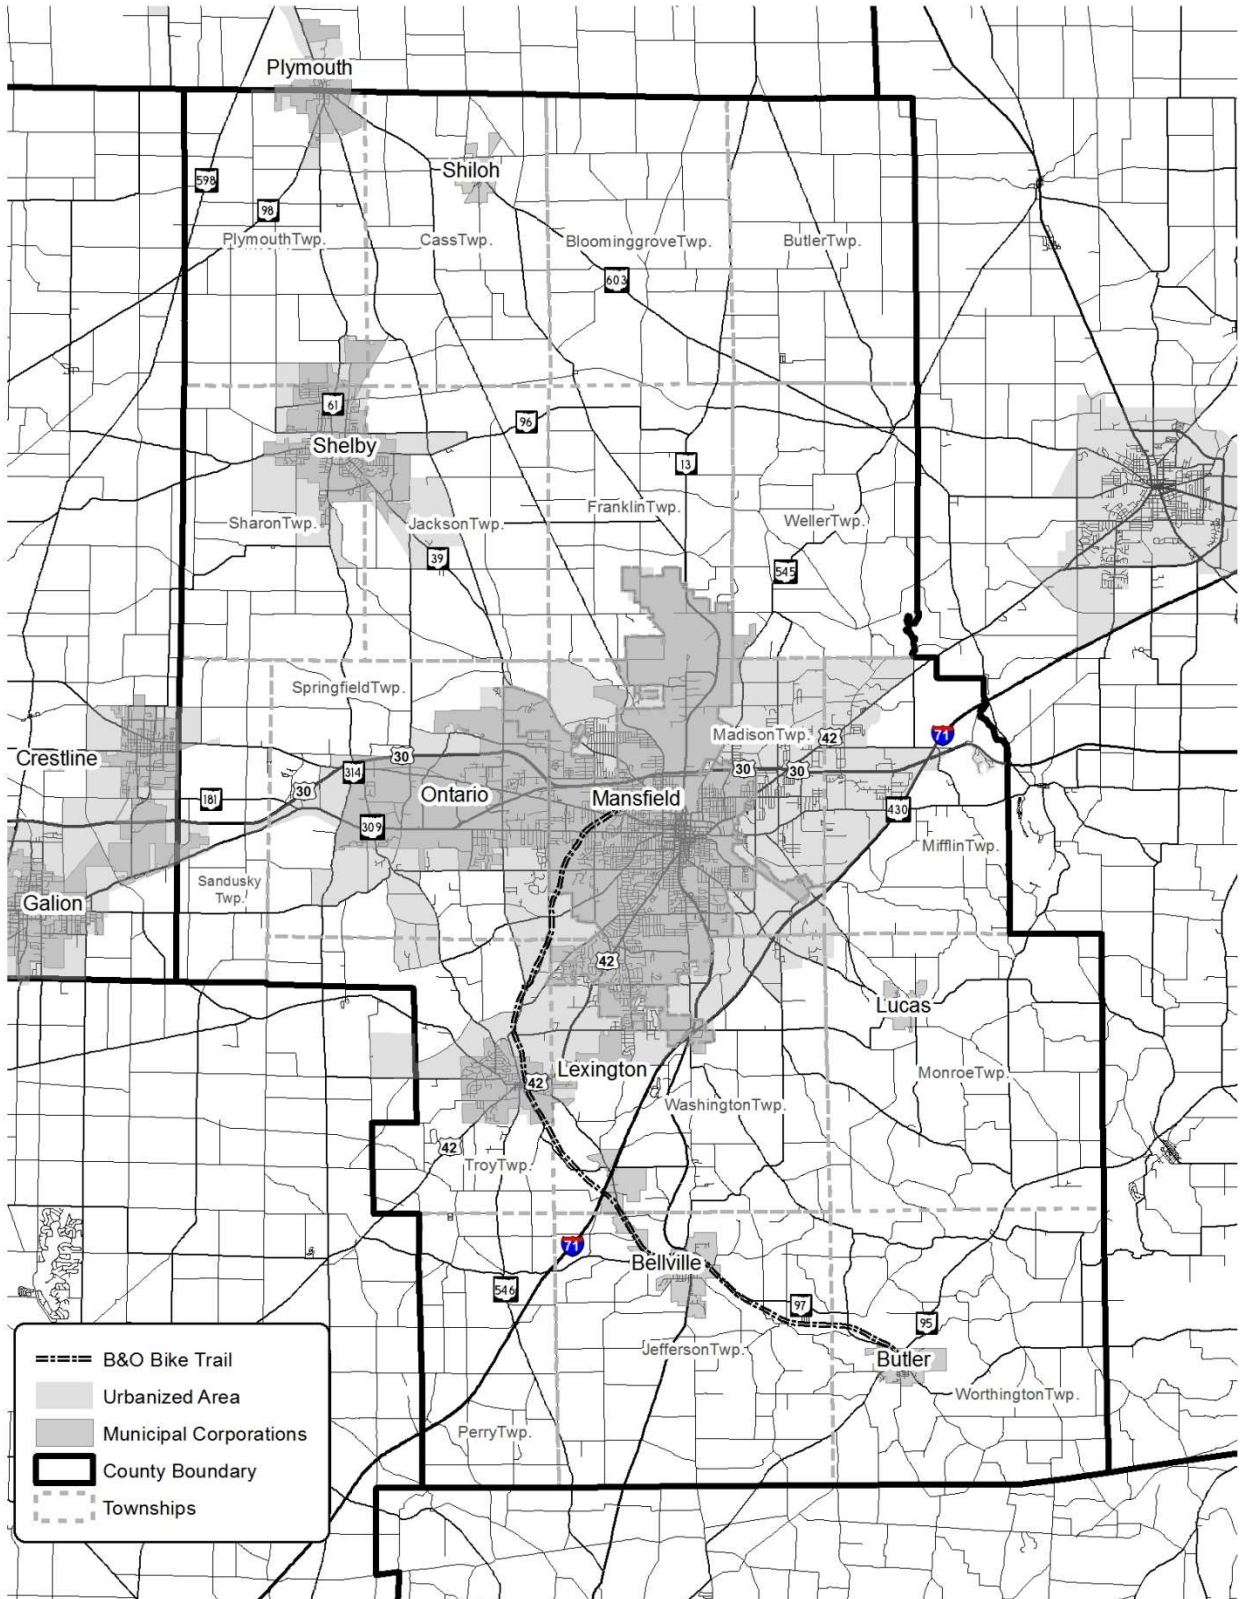 Plymouth
Shiloh
598
98
PlymouthTwp.
CassTwp.
BloominggroveTwp.
ButlerTwp.
603
61
96
Shelby
13
SharonTwp.
JacksonTwp.
FranklinTwp.
WellerTwp.
39
545
SpringfieldTwp.
MadisonTwp.
42
71
Crestline
30
314
30
30
30
181
Ontario
Mansfield
430
309
MifflinTwp.
Sandusky
Twp.
Galion
42
Lucas
Lexington
42
MonroeTwp.
WashingtonTwp.
42
TroyTwp.
71
Bellville
546
97
95
JeffersonTwp.
Butler
WorthingtonTwp.
PerryTwp.
B&O Bike Trail
Urbanized Area
Municipal Corporations
County Boundary
Townships